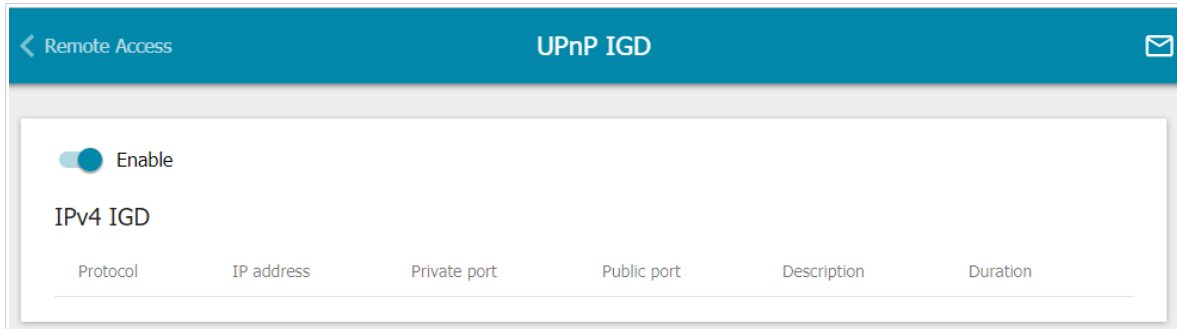 Remote Access UPnP IGD
Enable
IPv4 IGD
Protocol IP address Private port Public port Description Duration